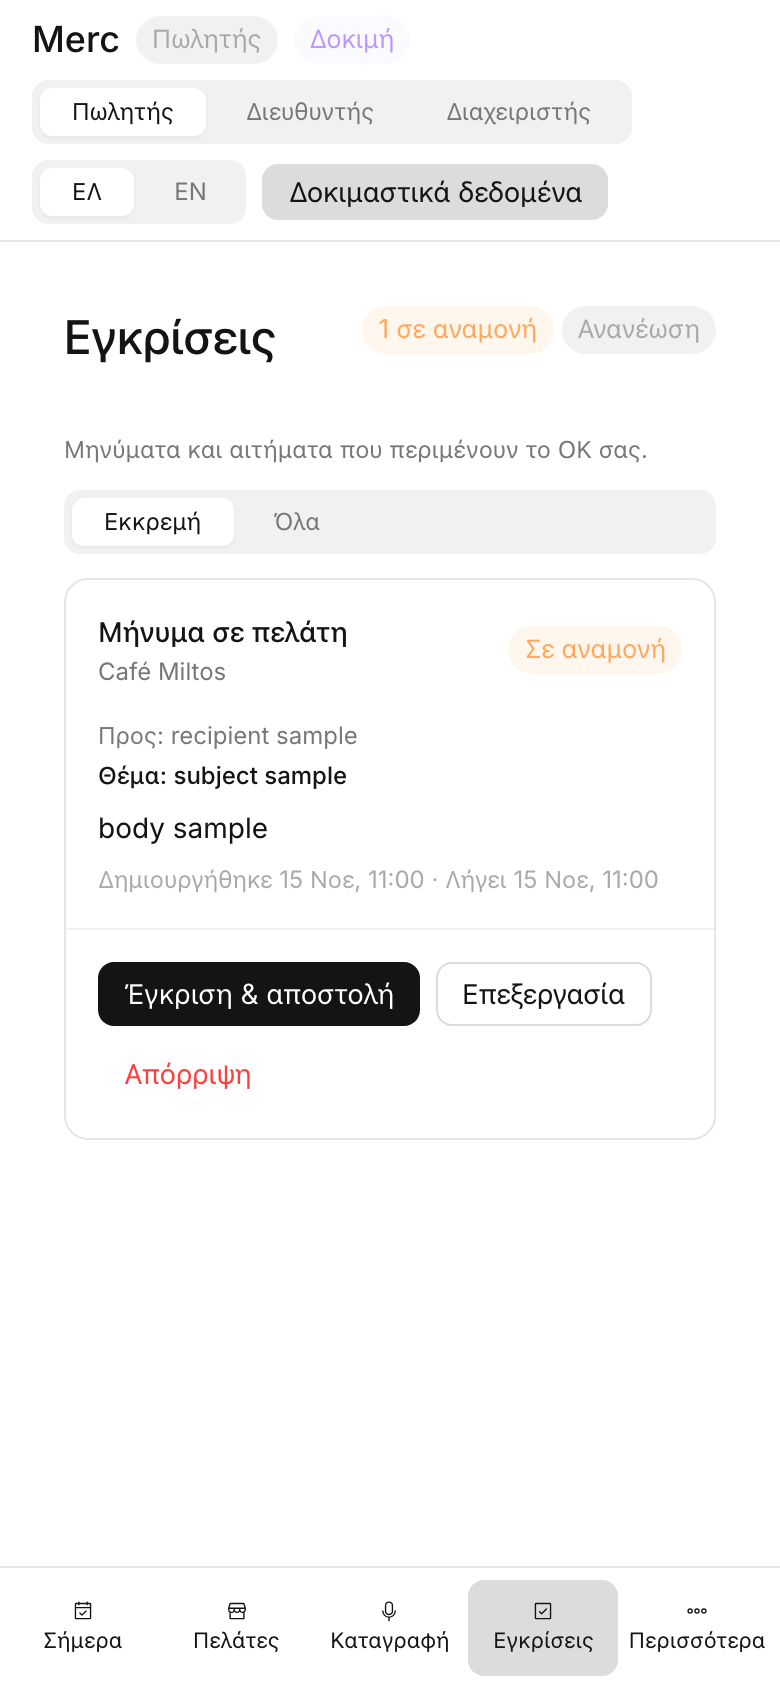 Merc Πωλητής Δοκιμή
Πωλητής Διευθυντής Διαχειριστής
ΕΛ EN Δοκιμαστικά δεδομένα
Εγκρίσεις 1 σε αναμονή Ανανέωση
Μηνύματα και αιτήματα που περιμένουν το ΟΚ σας.
Εκκρεμή Όλα
Μήνυμα σε πελάτη
Café Miltos
Σε αναμονή
Προς: recipient sample
Θέμα: subject sample
body sample
Δημιουργήθηκε 15 Νοε, 11:00 · Λήγει 15 Νοε, 11:00
Έγκριση & αποστολή Επεξεργασία
Απόρριψη
Σήμερα Πελάτες Καταγραφή Εγκρίσεις Περισσότερα